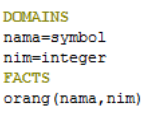 DOMAINS
nama=symbol
nim=integer
FACTS
orang(nama,nim)